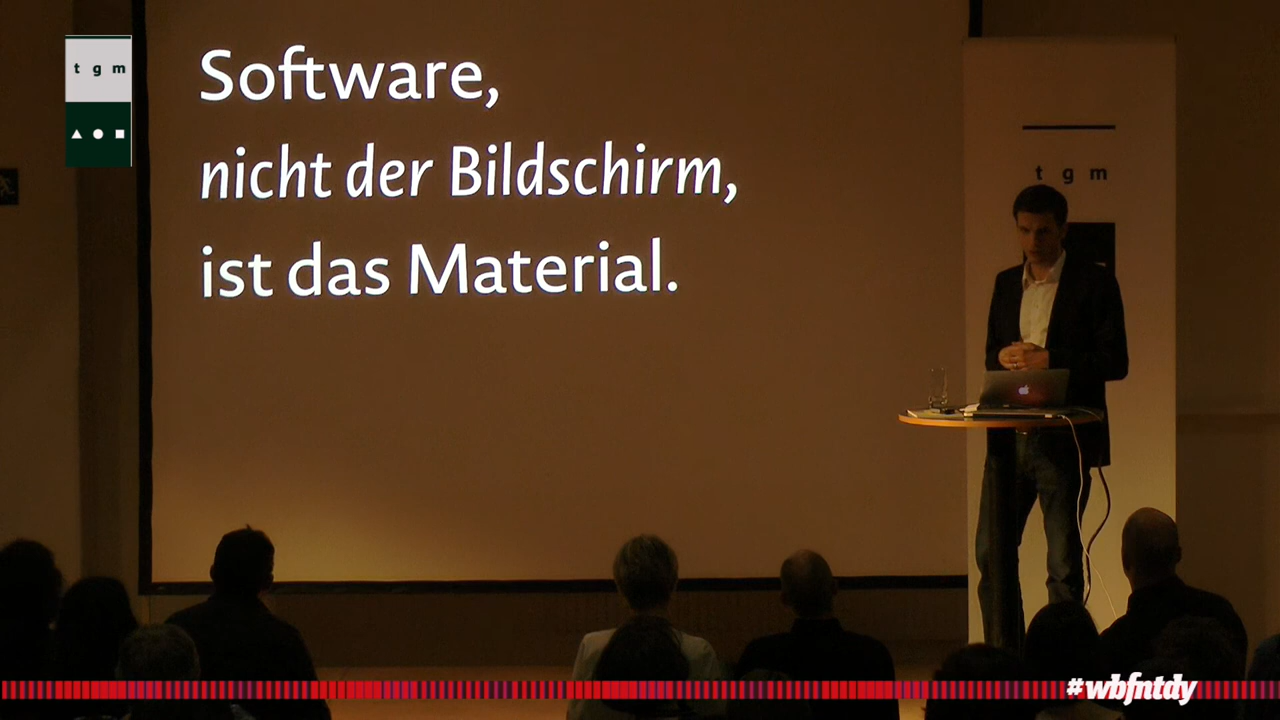 t g m
Software,
nicht der Bildschirm,
ist das Material.
t g m
#wbfntdy